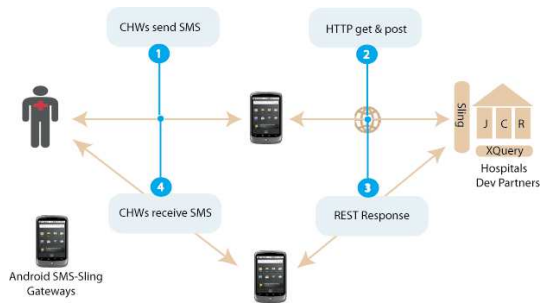 CHWs send SMS
HTTP get & post
1
2
Sling
J C R
XQuery
Hospitals
Dev Partners
4
3
CHWs receive SMS
REST Response
Android SMS-Sling
Gateways